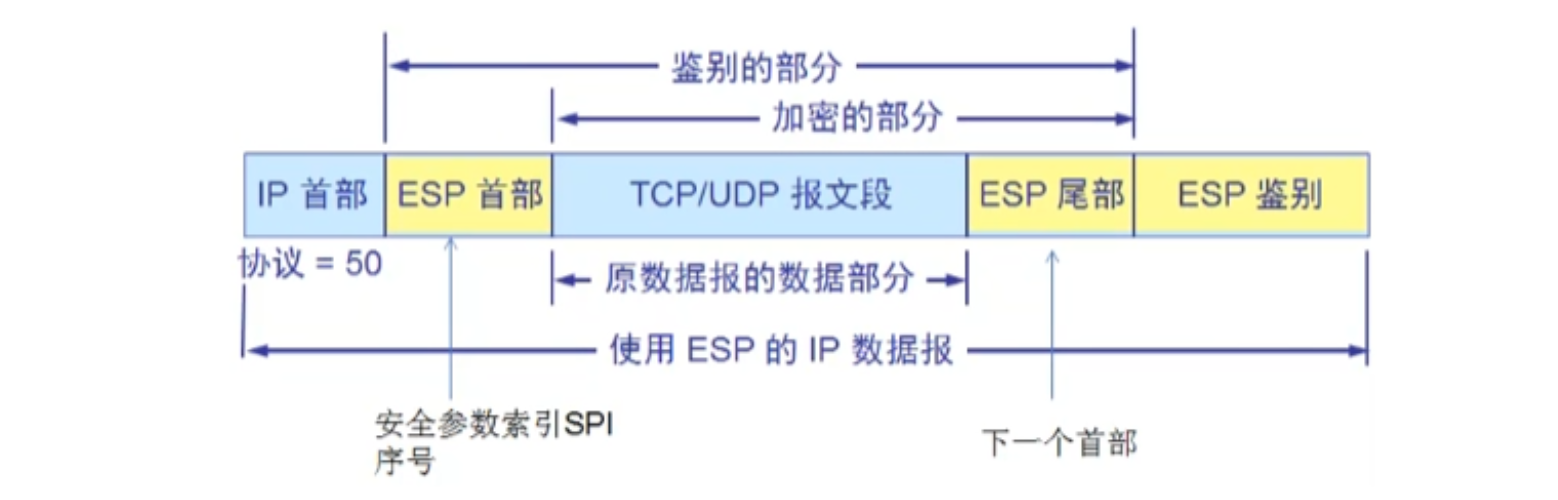 鉴别的部分
加密的部分
IP 首部
ESP 首部
TCP/UDP 报文段
ESP 尾部
ESP 鉴别
协议 = 50
原数据报的数据部分
使用 ESP 的 IP 数据报
安全参数索引SPI
序号
下一个首部